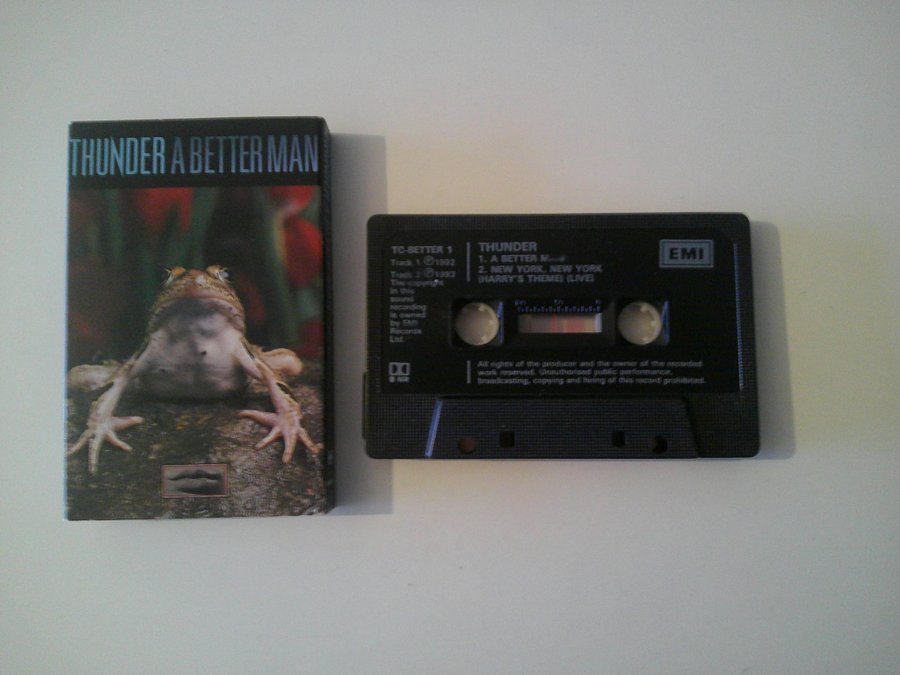 THUNDER A BETTER MAN
TC-BETTER 1
Track 1 ℗ 1992
Track 2 ℗ 1993
The copyright
in this
sound
recording
is owned
by EMI
Records
Ltd.
THUNDER
1. A BETTER M
2. NEW YORK, NEW YORK
(HARRY'S THEME) (LIVE)
EMI
All rights of the producer and the owner of the recorded
work reserved. Unauthorised public performance,
broadcasting, copying and hiring of this record prohibited.